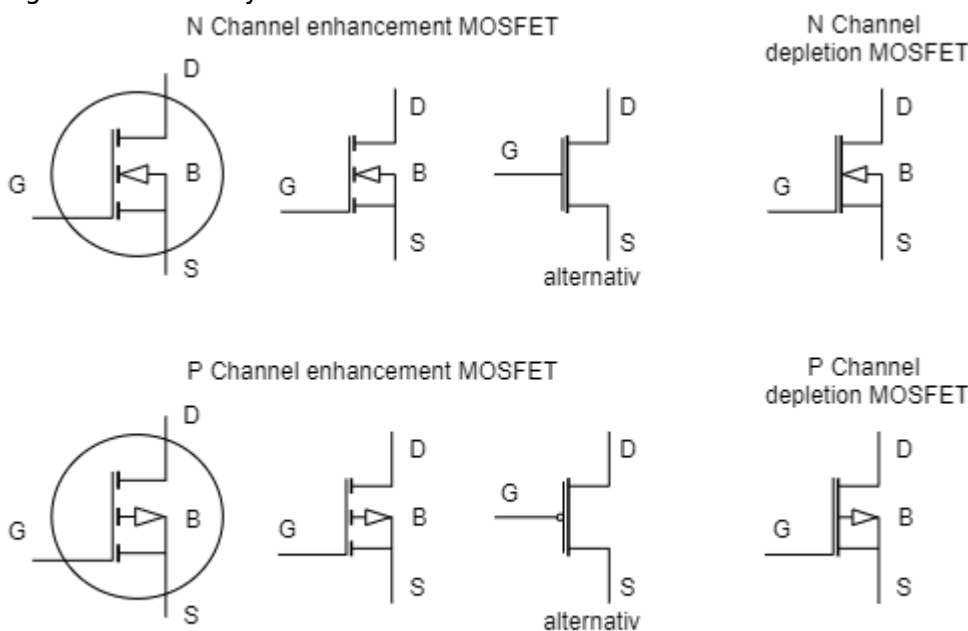 N Channel enhancement MOSFET
N Channel
depletion MOSFET
D
G
B
S
D
G
B
S
D
G
S
alternativ
D
G
B
S
P Channel enhancement MOSFET
P Channel
depletion MOSFET
D
G
B
S
D
G
B
S
D
G
S
alternativ
D
G
B
S